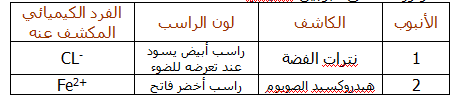 الأنبوب الكاشف لون الراسب الفرد الكيميائي المكشف عنه
1 نترات الفضة راسب أبيض يسود عند تعرضه للضوء CL-
2 هيدروكسيد الصويوم راسب أخضر فاتح Fe2+